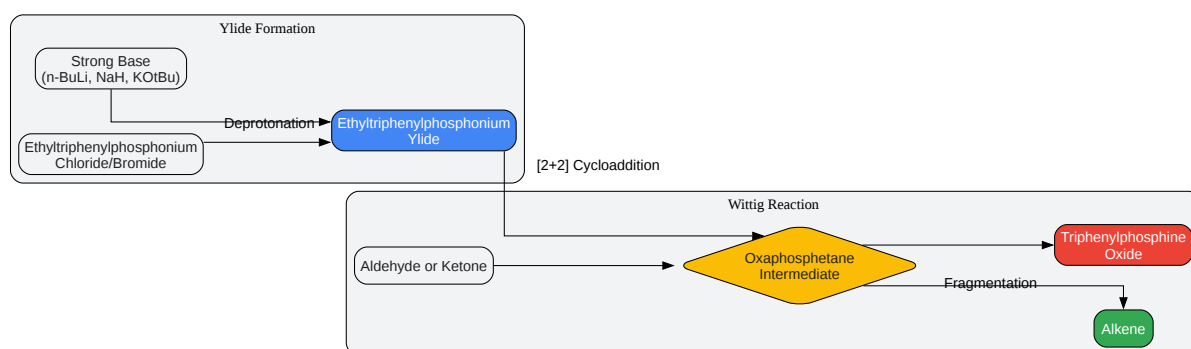 Ylide Formation
Strong Base
(n-BuLi, NaH, KOtBu)
Deprotonation
Ethyltriphenylphosphonium
Ylide
Ethyltriphenylphosphonium
Chloride/Bromide
[2+2] Cycloaddition
Wittig Reaction
Aldehyde or Ketone
Oxaphosphetane
Intermediate
Triphenylphosphine
Oxide
Fragmentation
Alkene